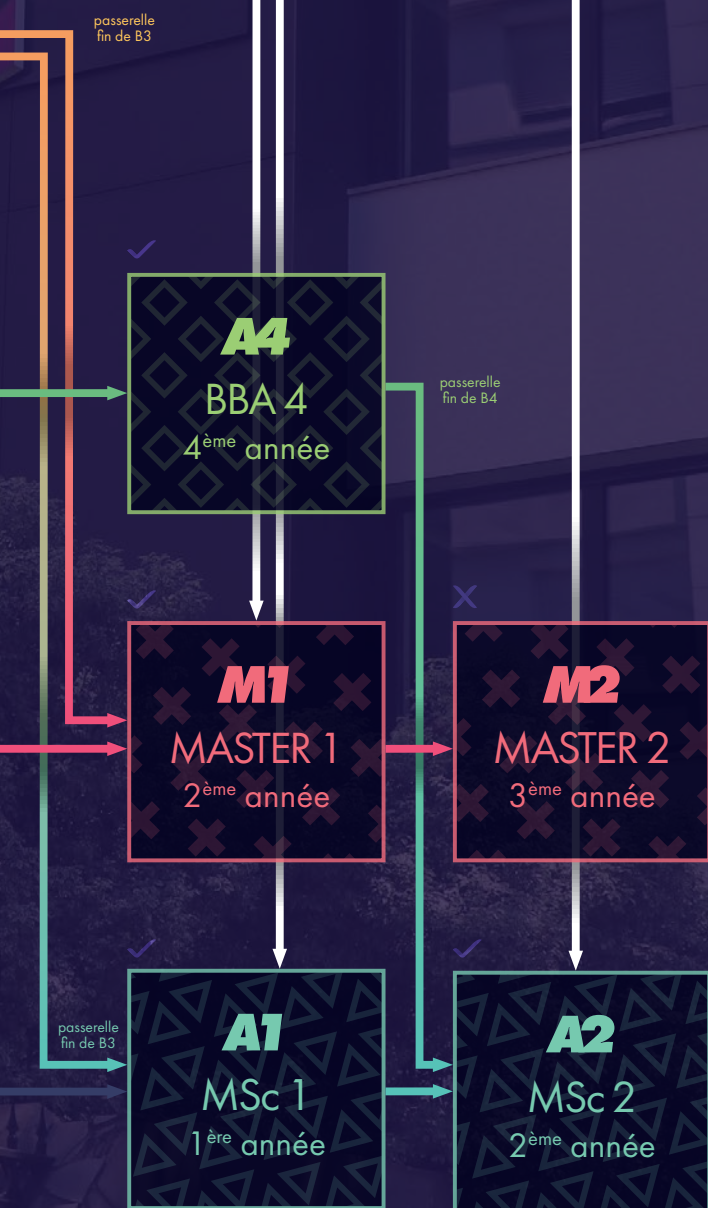 passerelle
fin de B3
A4
BBA 4
4ème année
passerelle
fin de B4
M1
MASTER 1
2ème année
M2
MASTER 2
3ème année
passerelle
fin de B3
A1
MSc 1
1ère année
A2
MSc 2
2ème année